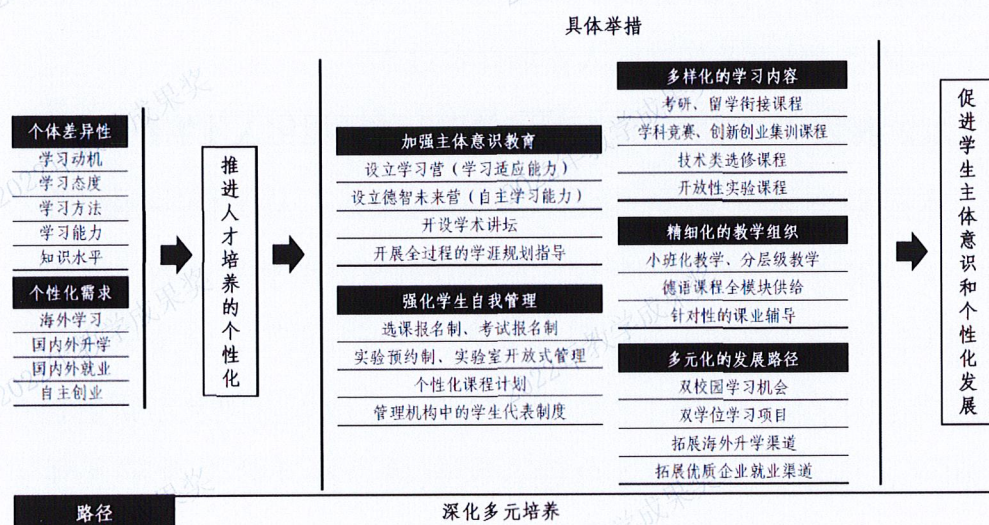 具体举措
个体差异性
学习动机
学习态度
学习方法
学习能力
知识水平
个性化需求
海外学习
国内外升学
国内外就业
自主创业
推进人才培养的个性化
加强主体意识教育
设立学习营（学习适应能力）
设立德智未来营（自主学习能力）
开设学术讲坛
开展全过程的学涯规划指导
强化学生自我管理
选课报名制、考试报名制
实验预约制、实验室开放式管理
个性化课程计划
管理机构中的学生代表制度
多样化的学习内容
考研、留学衔接课程
学科竞赛、创新创业集训课程
技术类选修课程
开放性实验课程
精细化的教学组织
小班化教学、分层级教学
德语课程全模块供给
针对性的课业辅导
多元化的发展路径
双校园学习机会
双学位学习项目
拓展海外升学渠道
拓展优质企业就业渠道
促进学生主体意识和个性化发展
路径
深化多元培养